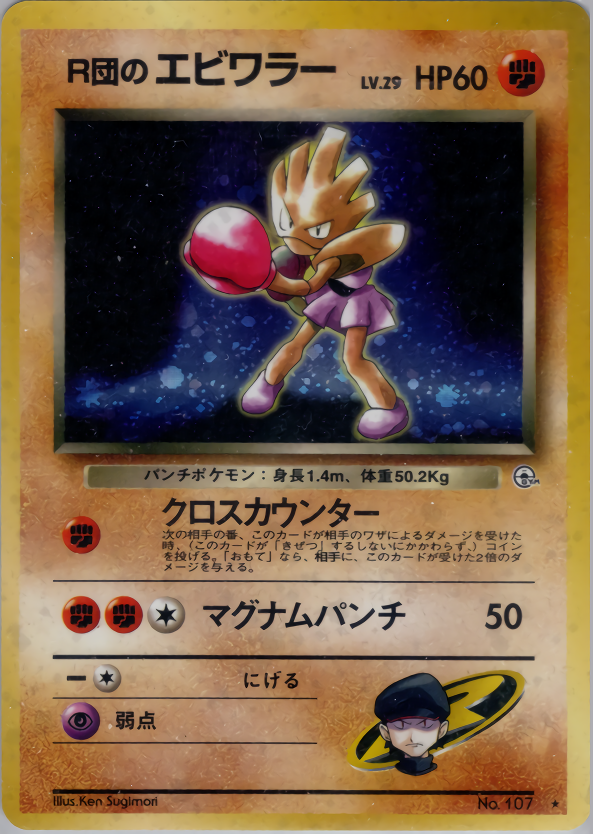 R団の エビワラー LV.29 HP60
パンチポケモン：身長1.4m、体重50.2Kg
GYM
クロスカウンター
次の相手の番、このカードが相手のワザによるダメージを受けた
時、（このカードが「きぜつ」するしないにかかわらず、）コイン
を投げる。「おもて」なら、相手に、このカードが受けた2倍のダ
メージを与える。
マグナムパンチ 50
にげる
弱点
Illus.Ken Sugimori No. 107